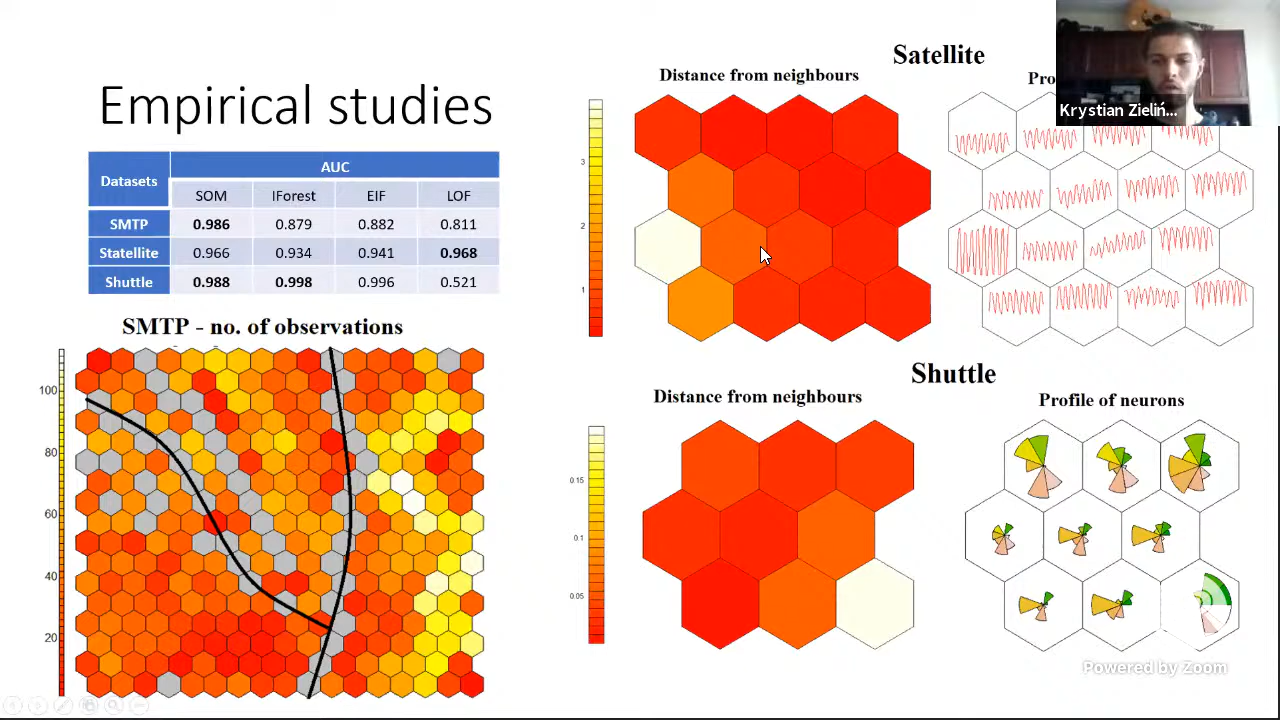 Empirical studies
Datasets
AUC
SOM
IForest
EIF
LOF
SMTP
0.986
0.879
0.882
0.811
Statellite
0.966
0.934
0.941
0.968
Shuttle
0.988
0.998
0.996
0.521
SMTP - no. of observations
100
80
60
40
20
Satellite
Distance from neighbours
Pro
3
2
1
Krystian Zieliń...
Shuttle
Distance from neighbours
Profile of neurons
0.15
0.1
0.05
Powered by Zoom